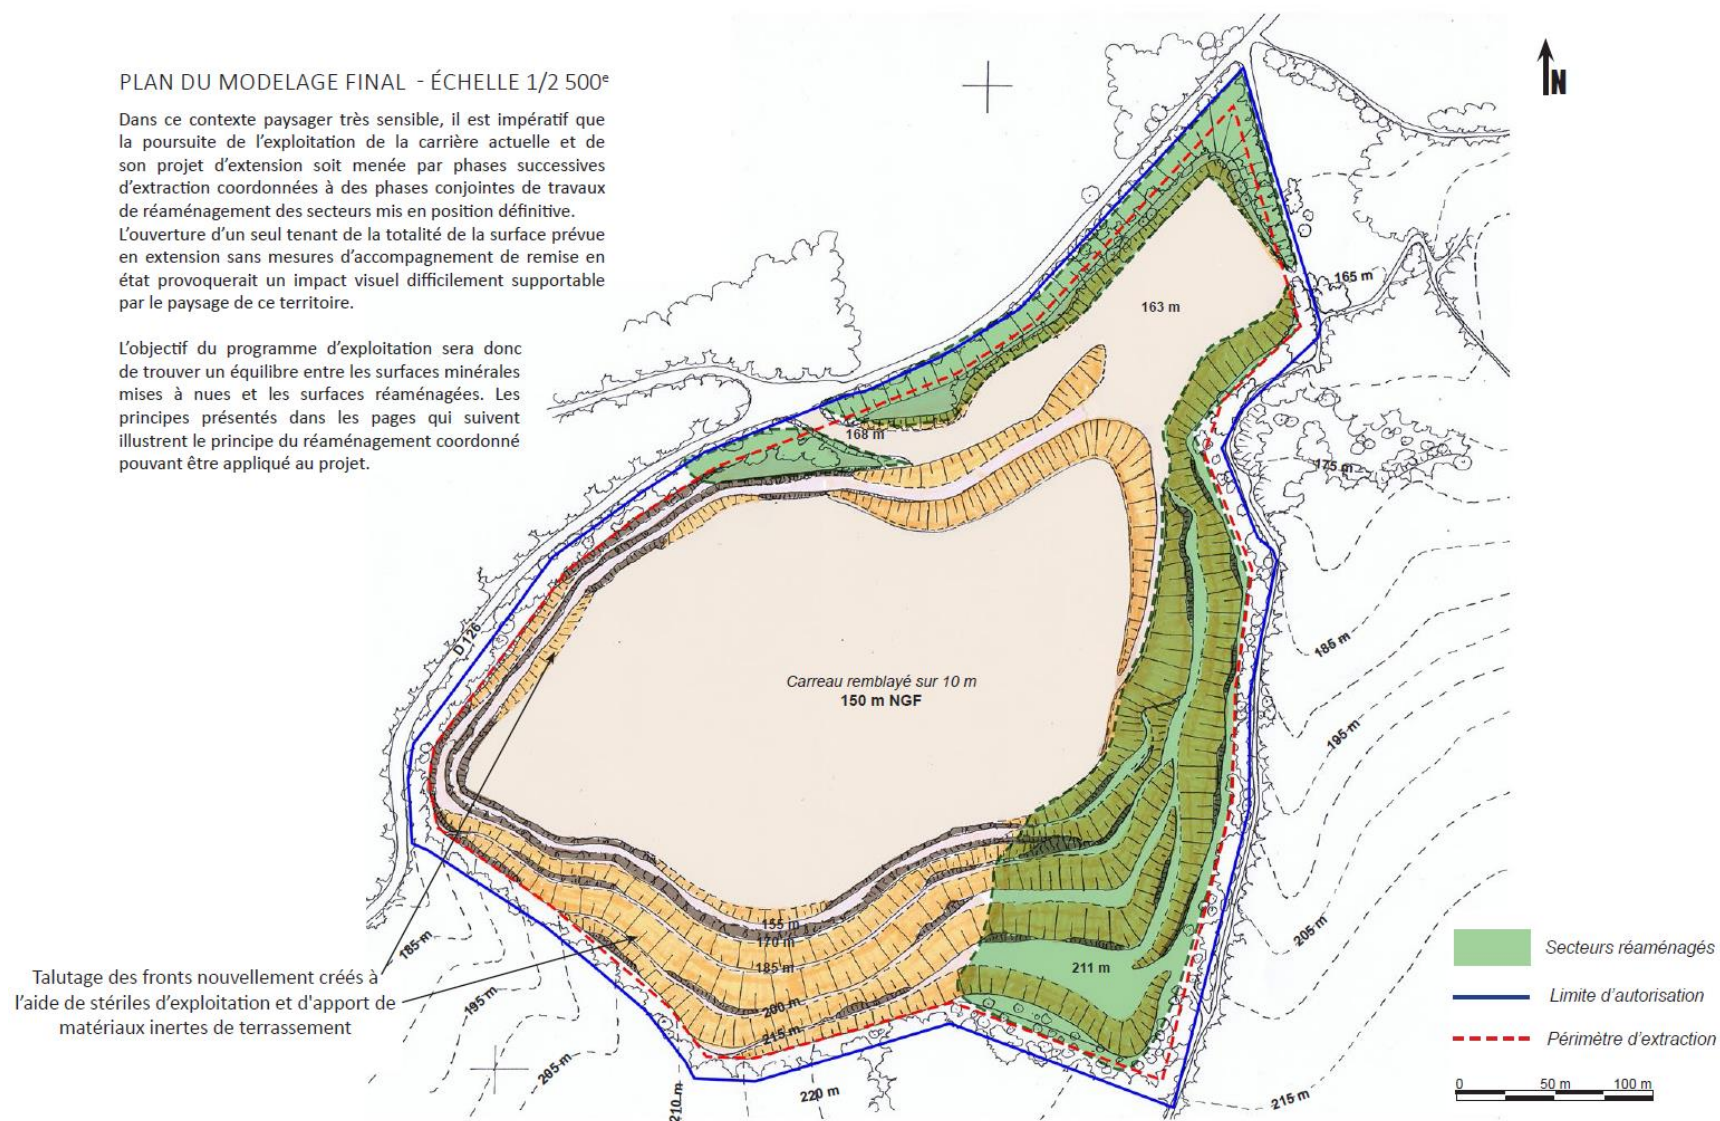 PLAN DU MODELAGE FINAL - ÉCHELLE 1/2 500e
Dans ce contexte paysager très sensible, il est impératif que
la poursuite de l'exploitation de la carrière actuelle et de
son projet d'extension soit menée par phases successives
d'extraction coordonnées à des phases conjointes de travaux
de réaménagement des secteurs mis en position définitive.
L'ouverture d'un seul tenant de la totalité de la surface prévue
en extension sans mesures d'accompagnement de remise en
état provoquerait un impact visuel difficilement supportable
par le paysage de ce territoire.
L'objectif du programme d'exploitation sera donc
de trouver un équilibre entre les surfaces minérales
mises à nues et les surfaces réaménagées. Les
principes présentés dans les pages qui suivent
illustrent le principe du réaménagement coordonné
pouvant être appliqué au projet.
N
165 m
163 m
168 m
175 m
D 126
185 m
Carreau remblayé sur 10 m
150 m NGF
195 m
155 m
170 m
185 m
200 m
215 m
211 m
205 m
185 m
195 m
205 m
210 m
220 m
215 m
Talutage des fronts nouvellement créés à
l'aide de stériles d'exploitation et d'apport de
matériaux inertes de terrassement
Secteurs réaménagés
Limite d'autorisation
Périmètre d'extraction
0 50 m 100 m